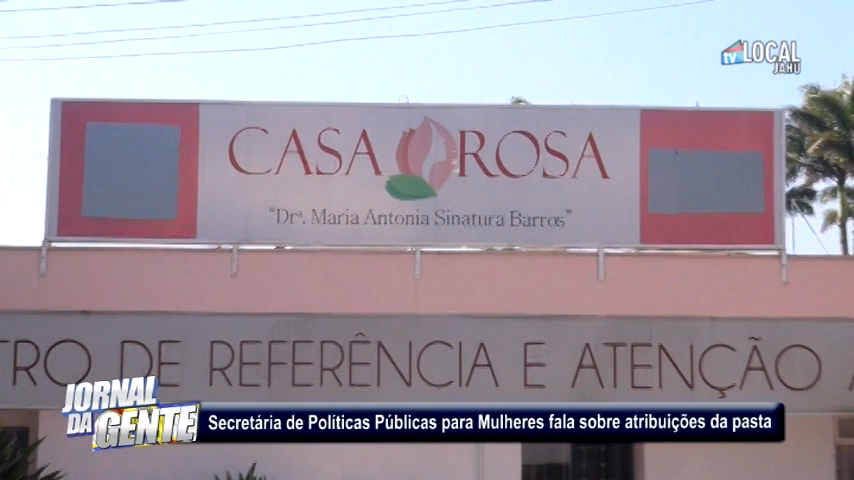 TV LOCAL
JAHU
CASA ROSA
"Drª. Maria Antonia Sinatura Barros"
TRO DE REFERÊNCIA E ATENÇÃO A
JORNAL
DA GENTE
Secretária de Políticas Públicas para Mulheres fala sobre atribuições da pasta